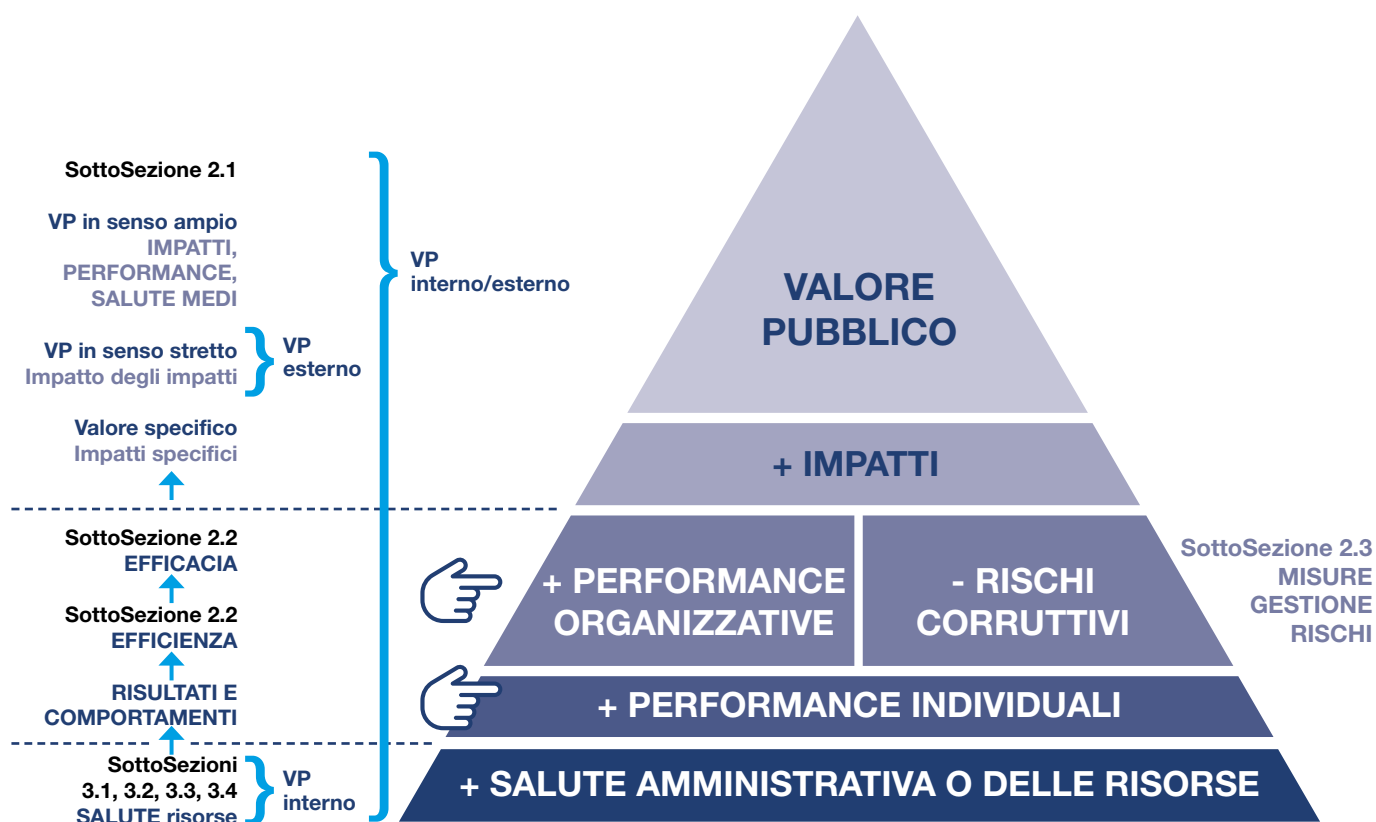 SottoSezione 2.1
VP in senso ampio
IMPATTI,
PERFORMANCE,
SALUTE MEDI
VP in senso stretto
Impatto degli impatti
Valore specifico
Impatti specifici
SottoSezione 2.2
EFFICACIA
SottoSezione 2.2
EFFICIENZA
RISULTATI E
COMPORTAMENTI
SottoSezioni
3.1, 3.2, 3.3, 3.4
SALUTE risorse
VP
esterno
VP
interno
VP
interno/esterno
VALORE
PUBBLICO
+ IMPATTI
+ PERFORMANCE
ORGANIZZATIVE
- RISCHI
CORRUTTIVI
+ PERFORMANCE INDIVIDUALI
+ SALUTE AMMINISTRATIVA O DELLE RISORSE
SottoSezione 2.3
MISURE
GESTIONE
RISCHI